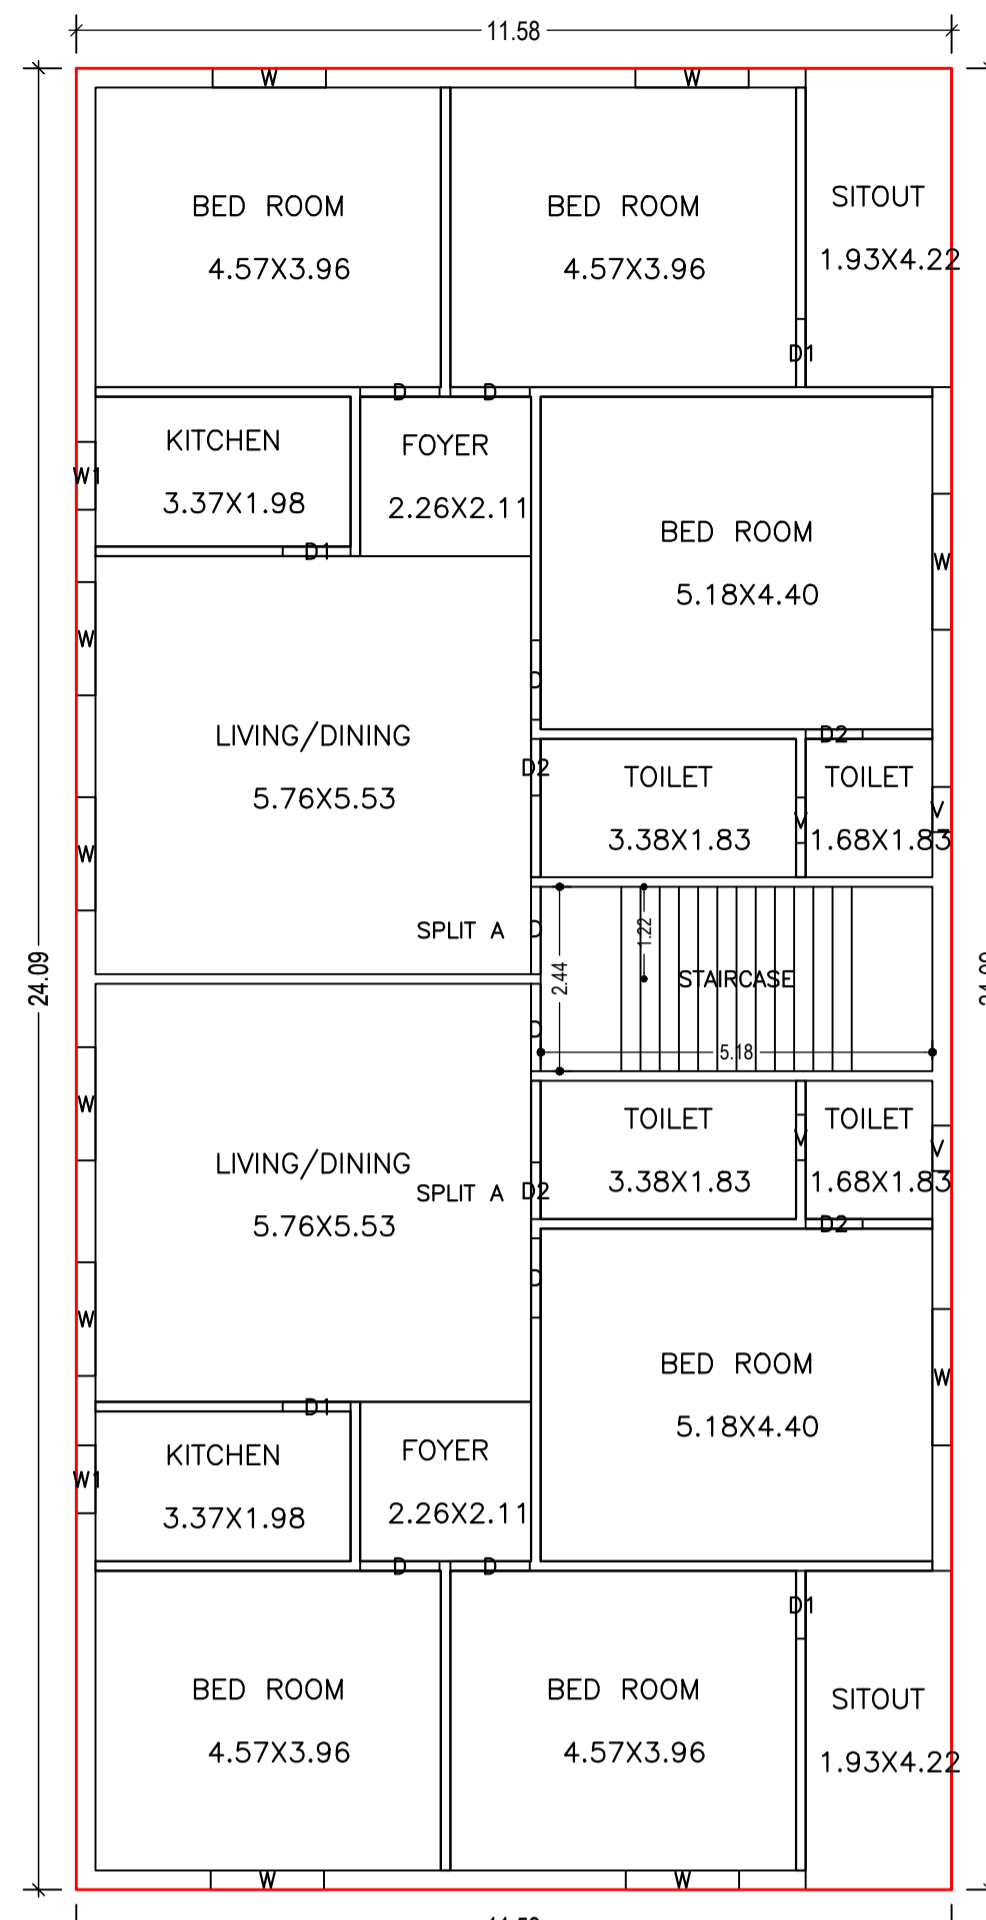 11.58
W
W
BED ROOM
4.57X3.96
BED ROOM
4.57X3.96
SITOUT
1.93X4.22
D1
D
D
KITCHEN
3.37X1.98
FOYER
2.26X2.11
W1
D1
BED ROOM
5.18X4.40
W
W
D
LIVING/DINING
5.76X5.53
D2
D2
TOILET
3.38X1.83
V
TOILET
1.68X1.83
V
W
SPLIT A
D
24.09
2.44
1.22
STAIRCASE
5.18
D
W
TOILET
3.38X1.83
V
TOILET
1.68X1.83
V
LIVING/DINING
5.76X5.53
SPLIT A
D2
D2
D
W
BED ROOM
5.18X4.40
W
D1
KITCHEN
3.37X1.98
FOYER
2.26X2.11
W1
D
D
D1
BED ROOM
4.57X3.96
BED ROOM
4.57X3.96
SITOUT
1.93X4.22
W
W